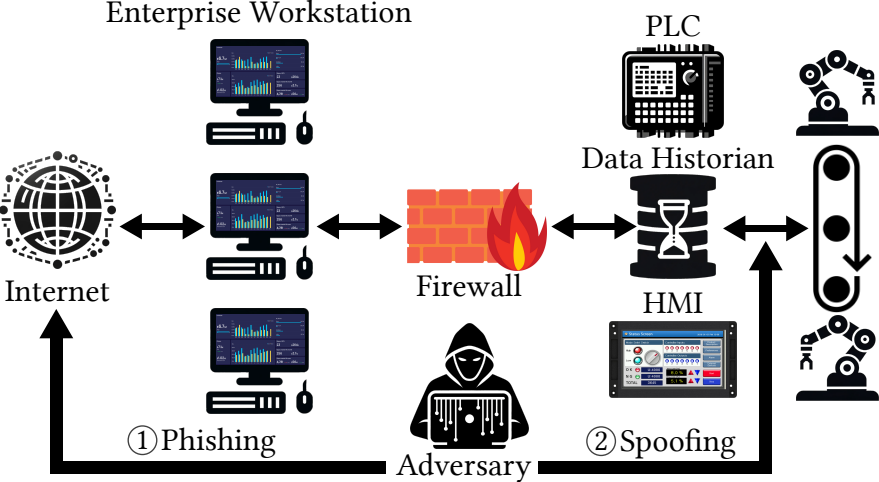 Enterprise Workstation
PLC
Data Historian
Internet
Firewall
HMI
①Phishing
②Spoofing
Adversary